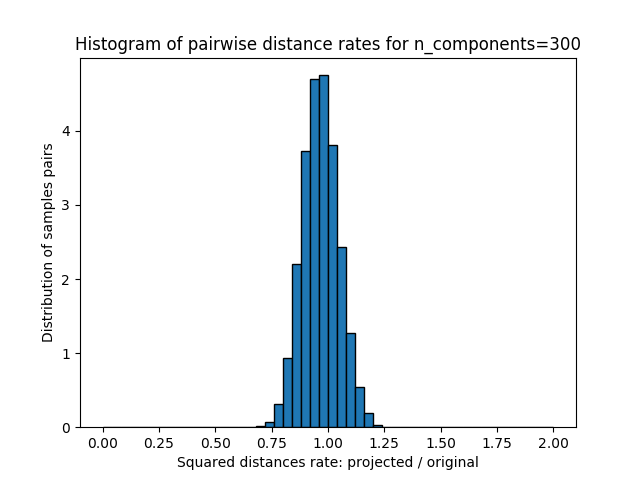 Histogram of pairwise distance rates for n_components=300
Distribution of samples pairs
4
3
2
1
0
0.00 0.25 0.50 0.75 1.00 1.25 1.50 1.75 2.00
Squared distances rate: projected / original